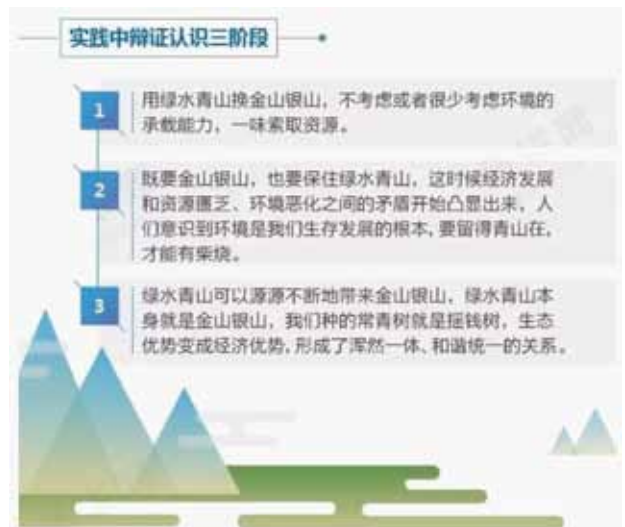 实践中辩证认识三阶段
1
用绿水青山换金山银山，不考虑或者很少考虑环境的
承载能力，一味索取资源。
2
既要金山银山，也要保住绿水青山，这时候经济发展
和资源匮乏、环境恶化之间的矛盾开始凸显出来，人
们意识到环境是我们生存发展的根本，要留得青山在，
才能有柴烧。
3
绿水青山可以源源不断地带来金山银山，绿水青山本
身就是金山银山，我们种的常青树就是摇钱树，生态
优势变成经济优势，形成了浑然一体、和谐统一的关系。